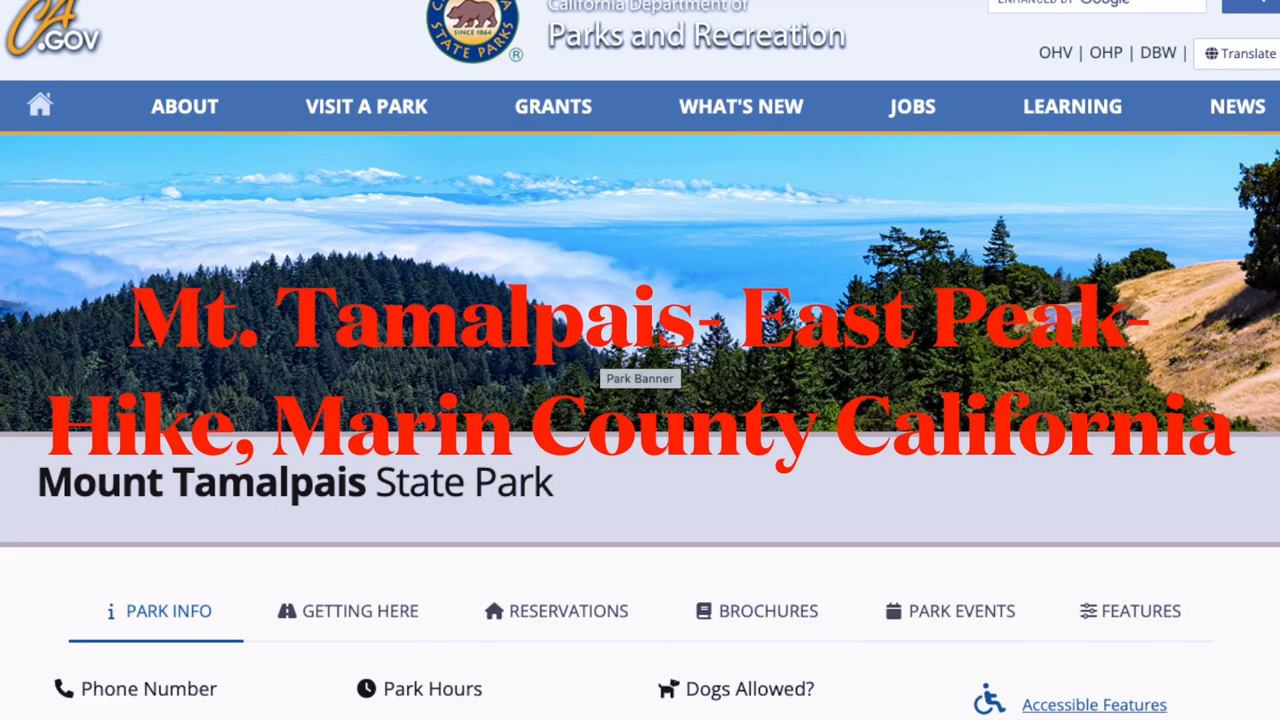 CA
.GOV
STATE PARKS
SINCE 1864
®
California Department of
Parks and Recreation
ENHANCED BY Google
OHV | OHP | DBW |
Translate
ABOUT
VISIT A PARK
GRANTS
WHAT'S NEW
JOBS
LEARNING
NEWS
Mt. Tamalpais- East Peak-
Park Banner
Hike, Marin County California
Mount Tamalpais State Park
PARK INFO
GETTING HERE
RESERVATIONS
BROCHURES
PARK EVENTS
FEATURES
Phone Number
Park Hours
Dogs Allowed?
Accessible Features